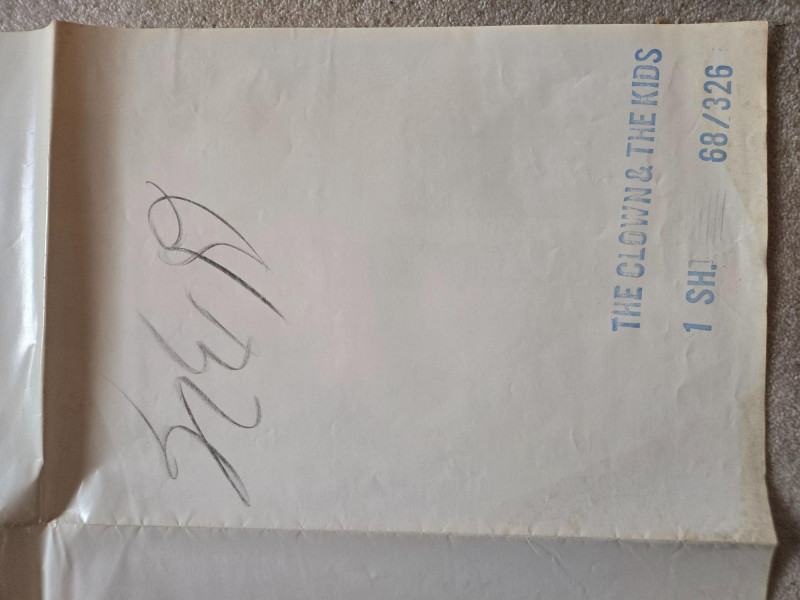 THE CLOWN & THE KIDS
1 SH. 68/326